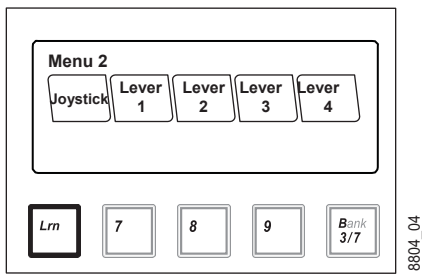 Menu 2
Joystick
Lever 1
Lever 2
Lever 3
Lever 4
Lrn
7
8
9
Bank 3/7
8804_04